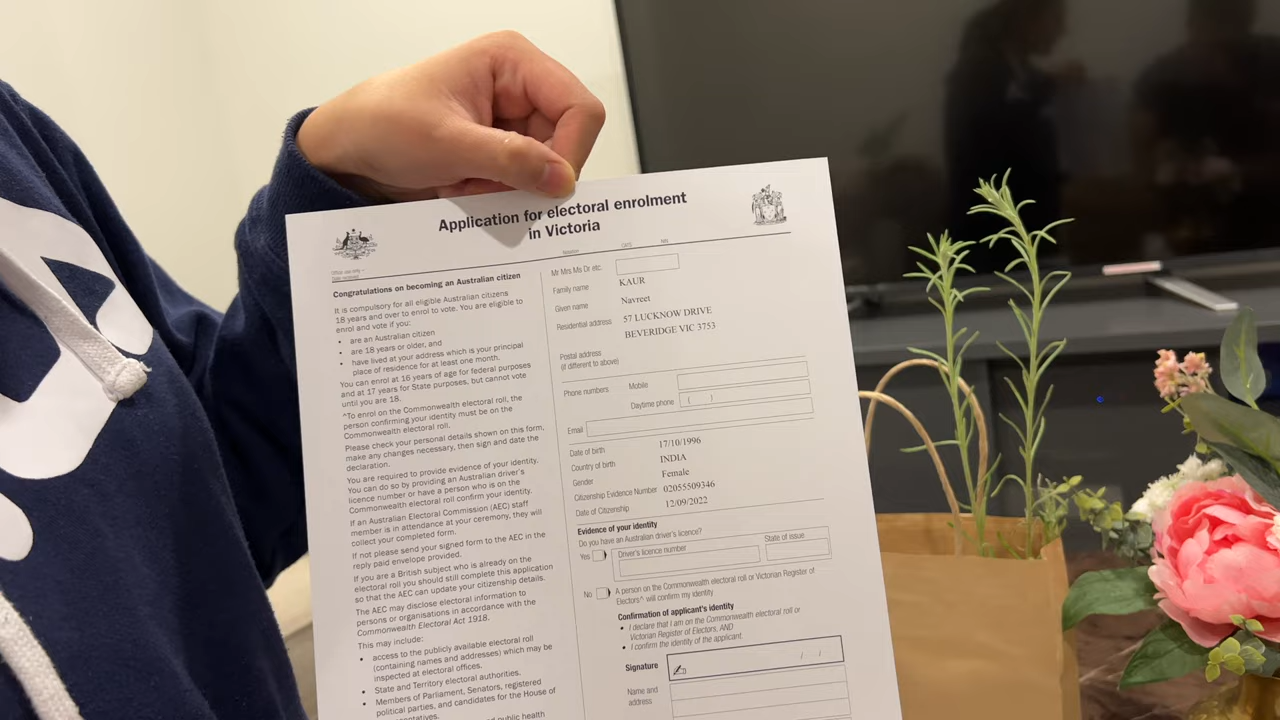 Application for electoral enrolment
in Victoria
Congratulations on becoming an Australian citizen
It is compulsory for all eligible Australian citizens
18 years and over to enrol to vote. You are eligible to
enrol and vote if you:
• are an Australian citizen
• are 18 years or older, and
• have lived at your address which is your principal
place of residence for at least one month.
You can enrol at 16 years of age for federal purposes
and at 17 years for State purposes, but cannot vote
until you are 18.
^To enrol on the Commonwealth electoral roll, the
person confirming your identity must be on the
Commonwealth electoral roll.
Please check your personal details shown on this form,
make any changes necessary, then sign and date the
declaration.
You are required to provide evidence of your identity.
You can do so by providing an Australian driver's
licence number or have a person who is on the
Commonwealth electoral roll confirm your identity.
If an Australian Electoral Commission (AEC) staff
member is in attendance at your ceremony, they will
collect your completed form.
If not please send your signed form to the AEC in the
reply paid envelope provided.
If you are a British subject who is already on the
electoral roll you should still complete this application
so that the AEC can update your citizenship details.
The AEC may disclose electoral information to
persons or organisations in accordance with the
Commonwealth Electoral Act 1918.
This may include:
• access to the publicly available electoral roll
(containing names and addresses) which may be
inspected at electoral offices.
• State and Territory electoral authorities.
• Members of Parliament, Senators, registered
political parties, and candidates for the House of
Mr Mrs Ms Dr etc.
Family name KAUR
Given name Navreet
Residential address 57 LUCKNOW DRIVE
BEVERIDGE VIC 3753
Postal address
(if different to above)
Phone numbers Mobile
Daytime phone ( )
Email
Date of birth 17/10/1996
Country of birth INDIA
Gender Female
Citizenship Evidence Number 02055509346
Date of Citizenship 12/09/2022
Evidence of your identity
Do you have an Australian driver's licence?
Yes Driver's licence number State of issue
No A person on the Commonwealth electoral roll or Victorian Register of
Electors^ will confirm my identity
Confirmation of applicant's identity
• I declare that I am on the Commonwealth electoral roll or
Victorian Register of Electors, AND
• I confirm the identity of the applicant.
Signature / /
Name and
address